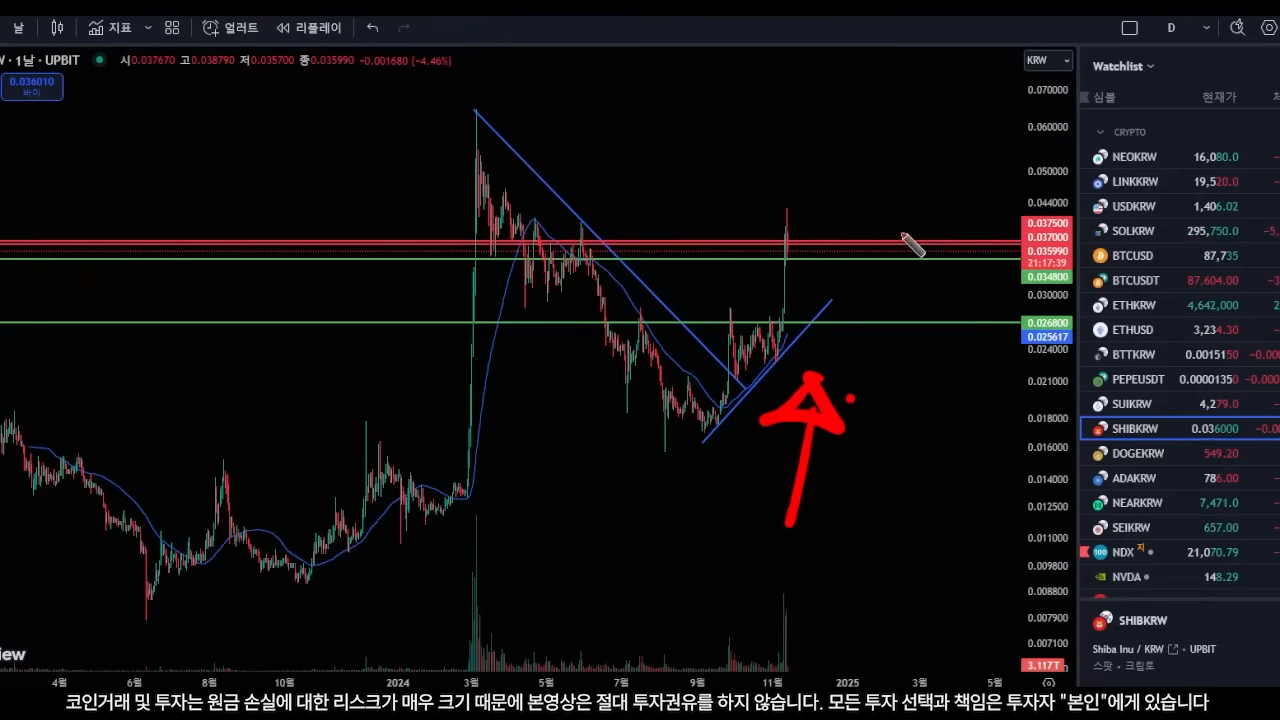 날 지표 얼러트 리플레이 D
W · 1날 · UPBIT 시0.037670 고0.038790 저0.035700 종0.035990 -0.001680 (-4.46%)
0.036010
바이
KRW
0.070000
0.060000
0.050000
0.044000
0.037500
0.037000
0.035990
21:17:39
0.034800
0.030000
0.026800
0.025617
0.024000
0.021000
0.018000
0.016000
0.014000
0.012500
0.011000
0.009800
0.008800
0.007900
0.007100
3.117T
4월 6월 8월 10월 2024 3월 5월 7월 9월 11월 2025 3월 5월
iew
Watchlist
심볼 현재가
CRYPTO
NEOKRW 16,080.0
LINKKRW 19,520.0
USDKRW 1,406.02
SOLKRW 295,750.0 -5,
BTCUSD 87,735
BTCUSDT 87,604.00 -3
ETHKRW 4,642,000 2
ETHUSD 3,234.30 -
BTTKRW 0.0015150 -0.00
PEPEUSDT 0.00001350 -0.0000
SUIKRW 4,279.0 -
SHIBKRW 0.036000 -0.00
DOGEKRW 549.20
ADAKRW 786.00
NEARKRW 7,471.0
SEIKRW 657.00
NDX 지 21,070.79
NVDA 148.29
SHIBKRW
Shiba Inu / KRW · UPBIT
스팟 · 크립토
코인거래 및 투자는 원금 손실에 대한 리스크가 매우 크기 때문에 본영상은 절대 투자권유를 하지 않습니다. 모든 투자 선택과 책임은 투자자 "본인"에게 있습니다